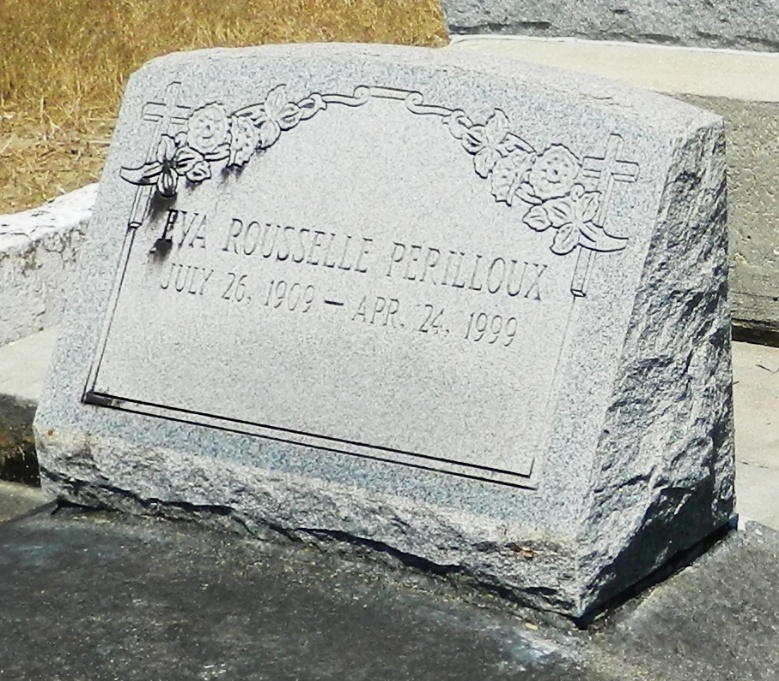 EVA ROUSSELLE PERILLOUX
JULY 26, 1909 — APR. 24, 1999